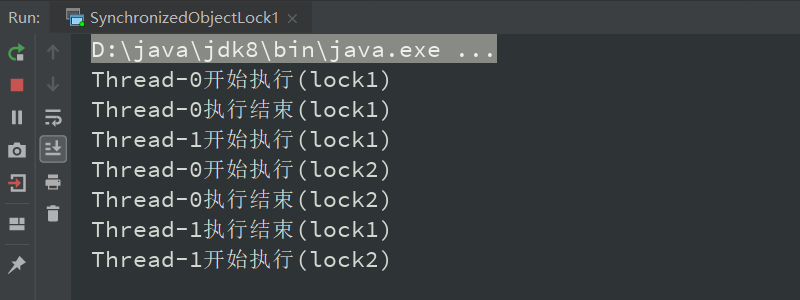 Run: SynchronizedObjectLock1
D:\java\jdk8\bin\java.exe ...
Thread-0开始执行(lock1)
Thread-0执行结束(lock1)
Thread-1开始执行(lock1)
Thread-0开始执行(lock2)
Thread-0执行结束(lock2)
Thread-1执行结束(lock1)
Thread-1开始执行(lock2)